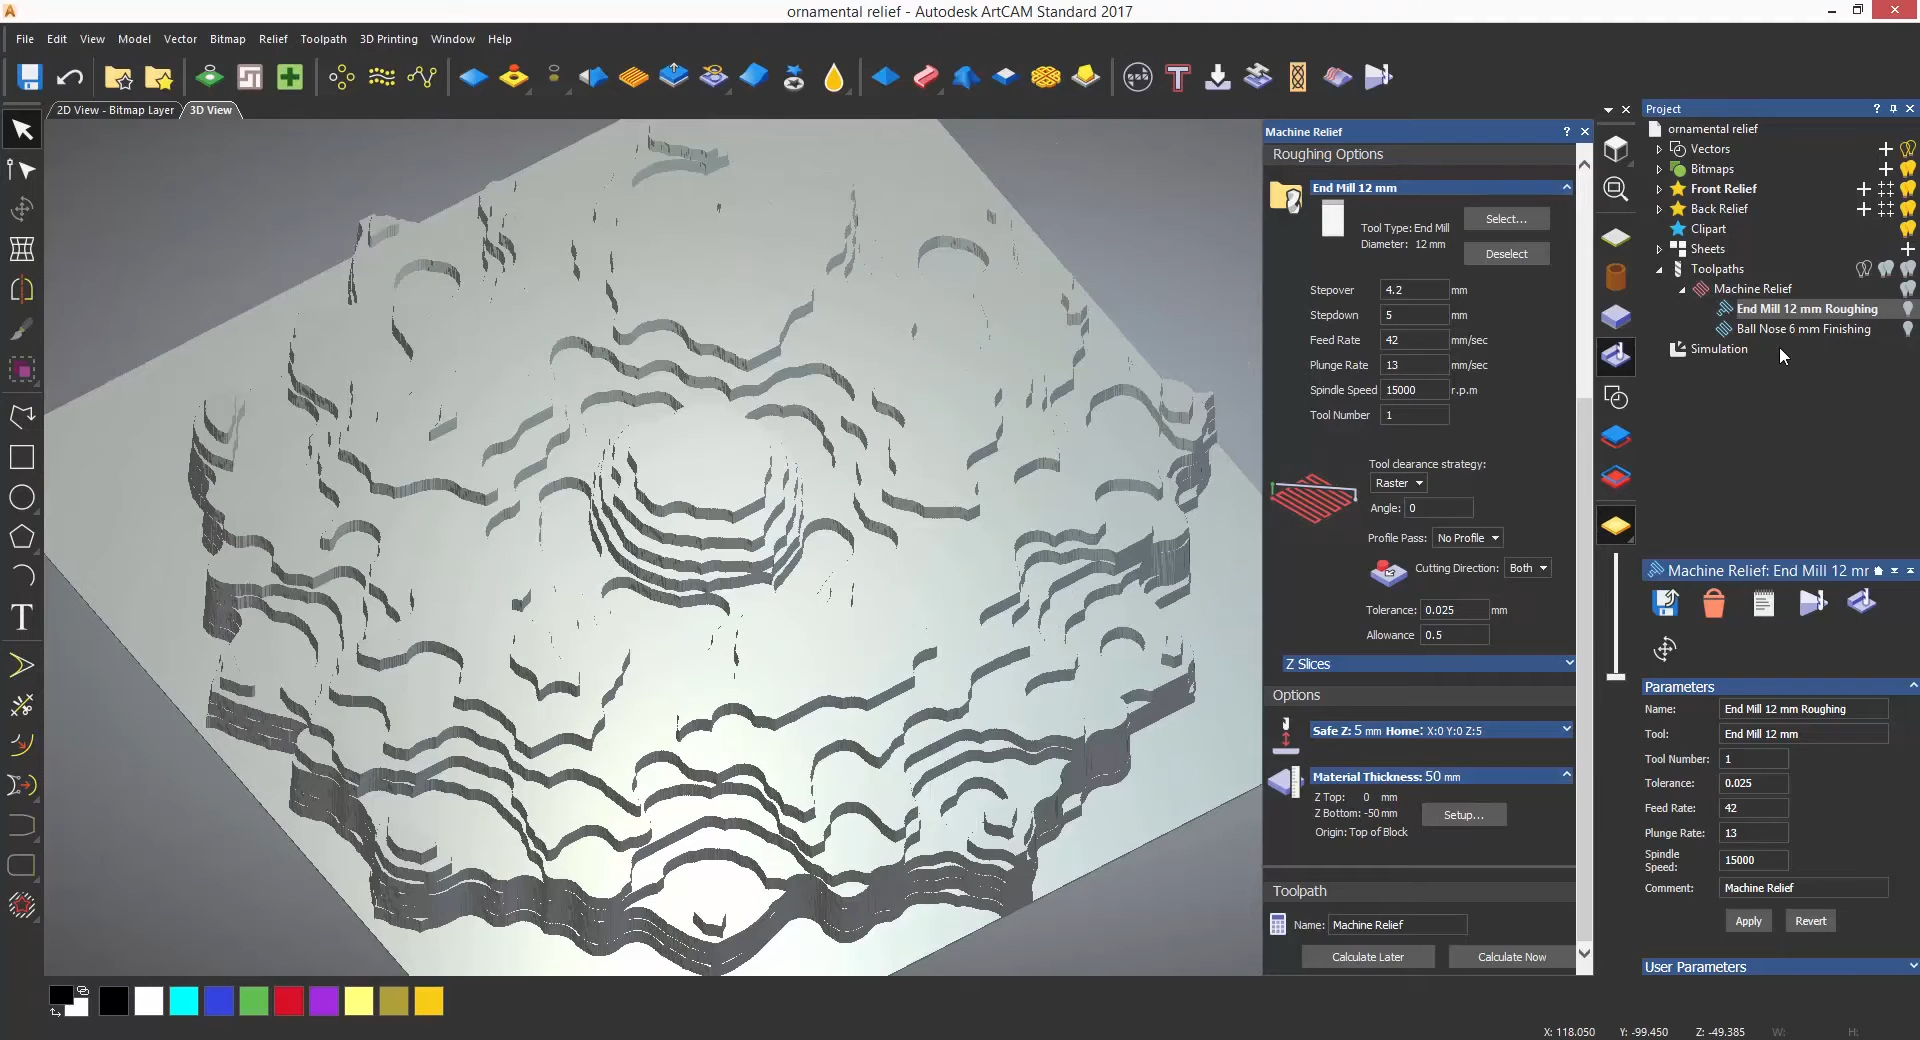 ornamental relief - Autodesk ArtCAM Standard 2017
File Edit View Model Vector Bitmap Relief Toolpath 3D Printing Window Help
2D View - Bitmap Layer
3D View
Machine Relief
?
Roughing Options
End Mill 12 mm
Tool Type: End Mill
Diameter: 12 mm
Select...
Deselect
Stepover 4.2 mm
Stepdown 5 mm
Feed Rate 42 mm/sec
Plunge Rate 13 mm/sec
Spindle Speed 15000 r.p.m
Tool Number 1
Tool clearance strategy:
Raster
Angle: 0
Profile Pass: No Profile
Cutting Direction: Both
Tolerance: 0.025 mm
Allowance 0.5
Z Slices
Options
Safe Z: 5 mm Home: X:0 Y:0 Z:5
Material Thickness: 50 mm
Z Top: 0 mm
Z Bottom: -50 mm
Origin: Top of Block
Setup...
Toolpath
Name: Machine Relief
Calculate Later
Calculate Now
Project
?
ornamental relief
Vectors
Bitmaps
Front Relief
Back Relief
Clipart
Sheets
Toolpaths
Machine Relief
End Mill 12 mm Roughing
Ball Nose 6 mm Finishing
Simulation
Machine Relief: End Mill 12 mr
Parameters
Name: End Mill 12 mm Roughing
Tool: End Mill 12 mm
Tool Number: 1
Tolerance: 0.025
Feed Rate: 42
Plunge Rate: 13
Spindle Speed: 15000
Comment: Machine Relief
Apply
Revert
User Parameters
X: 118.050 Y: -99.450 Z: -49.385 W: H: